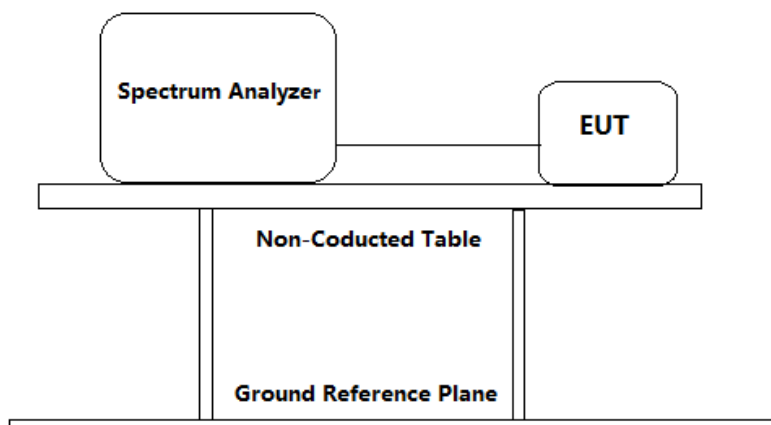 Spectrum Analyzer
EUT
Non-Coducted Table
Ground Reference Plane